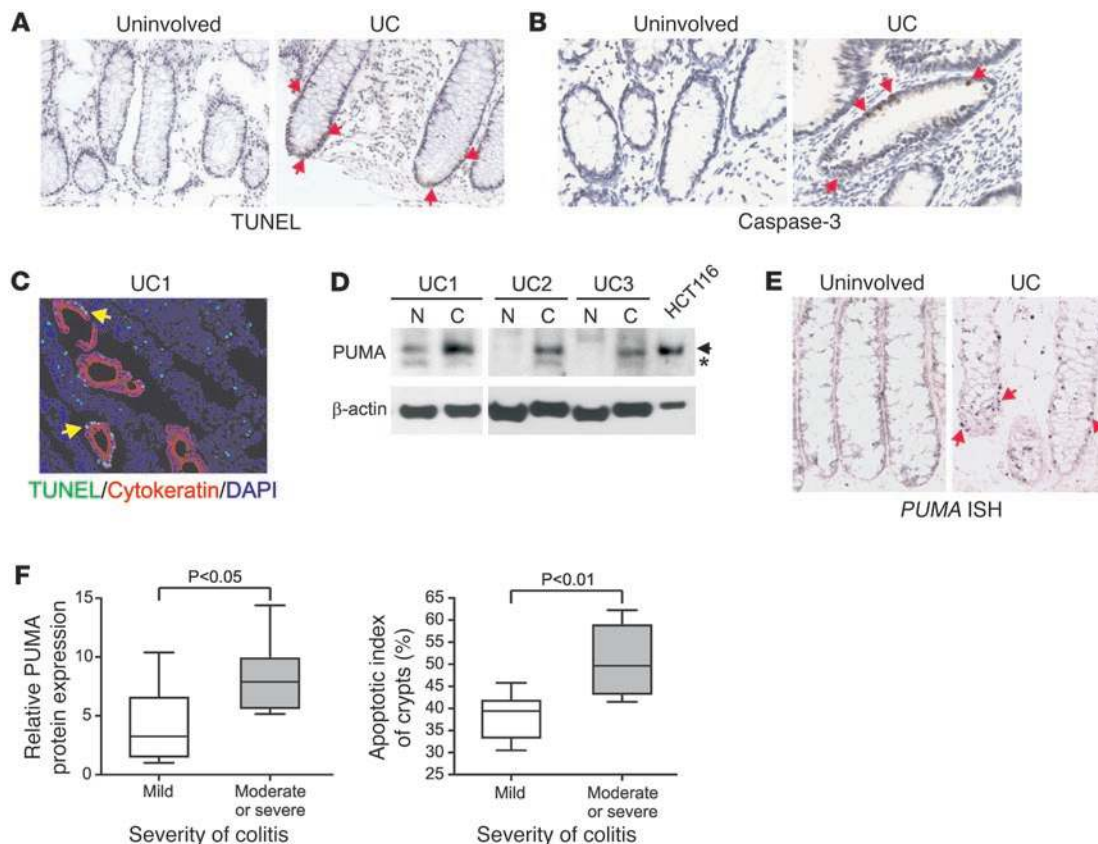 A
Uninvolved
UC
TUNEL
B
Uninvolved
UC
Caspase-3
C
UC1
TUNEL/Cytokeratin/DAPI
D
UC1 UC2 UC3 HCT116
N C N C N C
PUMA
*
β-actin
E
Uninvolved
UC
PUMA ISH
F
P<0.05
Relative PUMA
protein expression
15
10
5
0
Mild
Moderate
or severe
Severity of colitis
P<0.01
Apoptotic index
of crypts (%)
65
60
55
50
45
40
35
30
25
Mild
Moderate
or severe
Severity of colitis